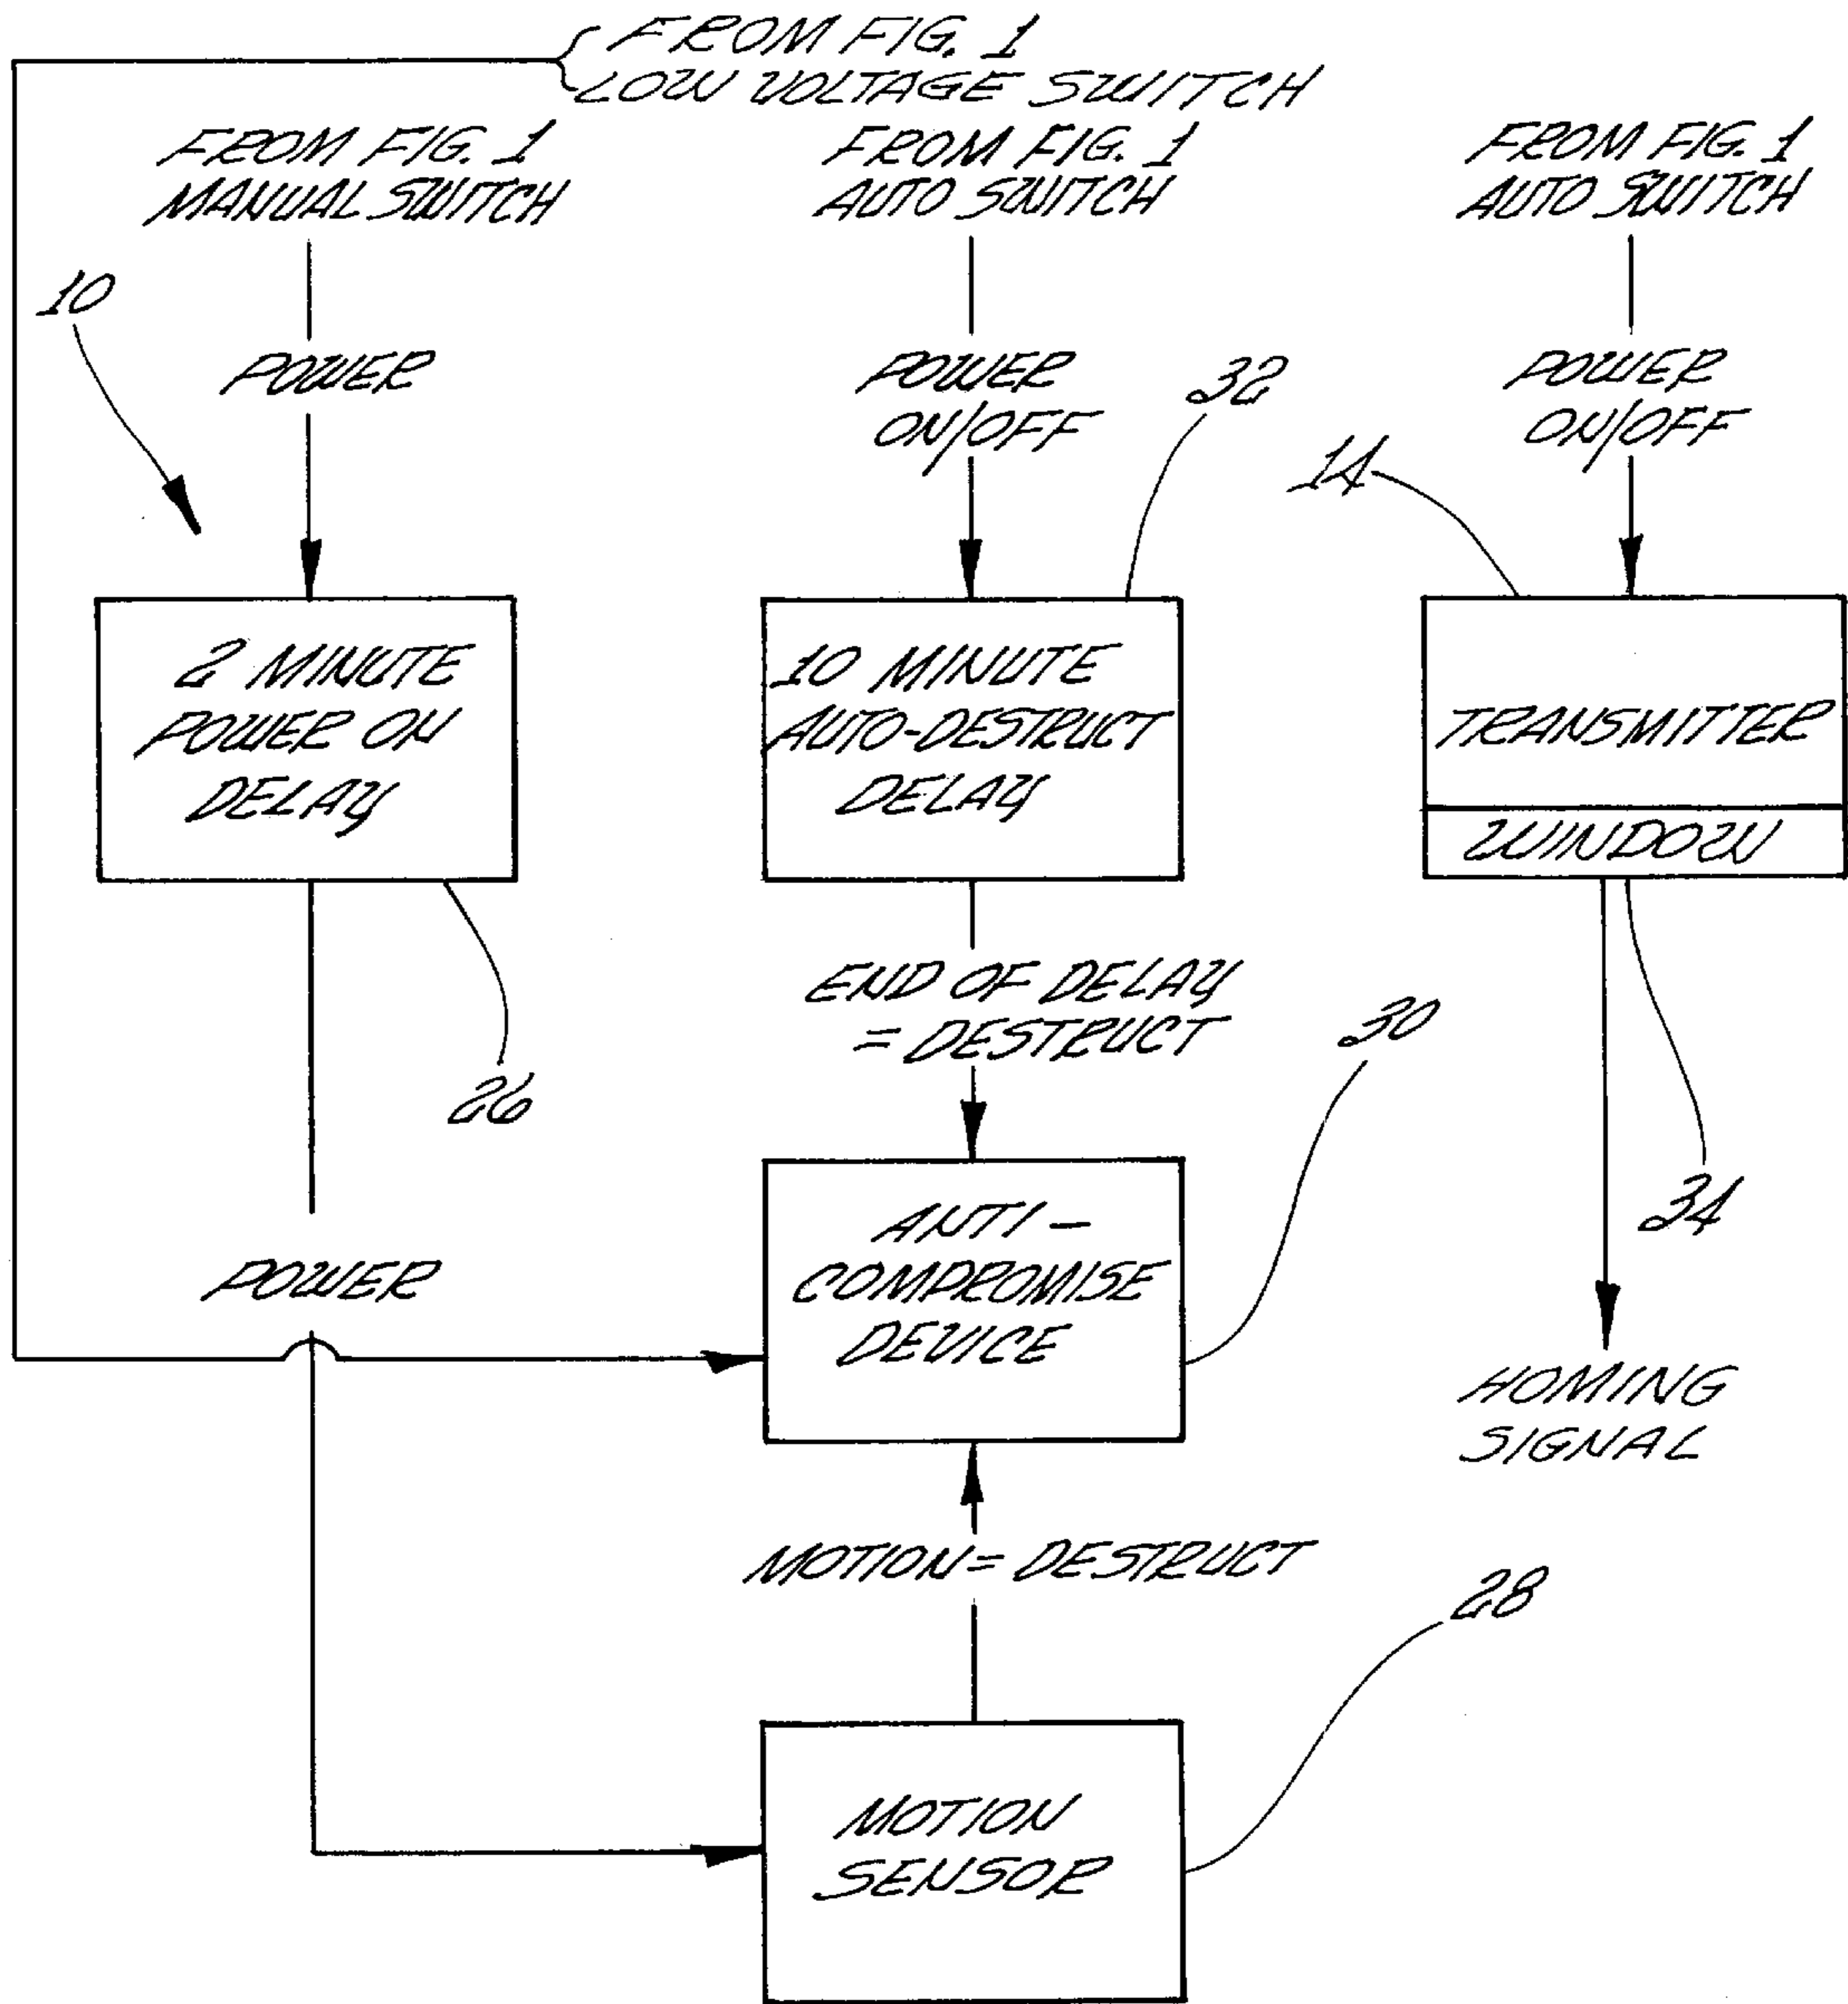 FROM FIG. 1
LOW VOLTAGE SWITCH
FROM FIG. 1
MANUAL SWITCH
FROM FIG. 1
AUTO SWITCH
FROM FIG. 1
AUTO SWITCH
10
POWER
POWER
ON/OFF
32
POWER
ON/OFF
14
2 MINUTE
POWER ON
DELAY
10 MINUTE
AUTO-DESTRUCT
DELAY
TRANSMITTER
WINDOW
26
END OF DELAY
= DESTRUCT
30
34
POWER
ANTI-
COMPROMISE
DEVICE
HOMING
SIGNAL
MOTION = DESTRUCT
28
MOTION
SENSOR